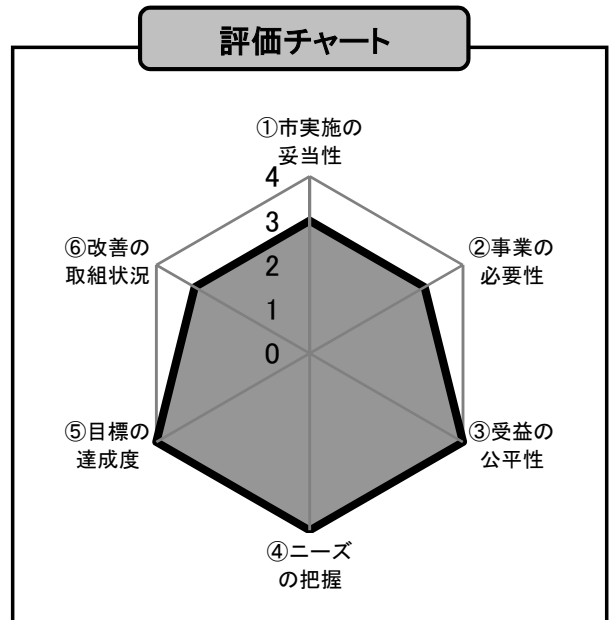 評価チャート
①市実施の
妥当性
4
3
2
1
0
②事業の
必要性
③受益の
公平性
④ニーズ
の把握
⑤目標の
達成度
⑥改善の
取組状況